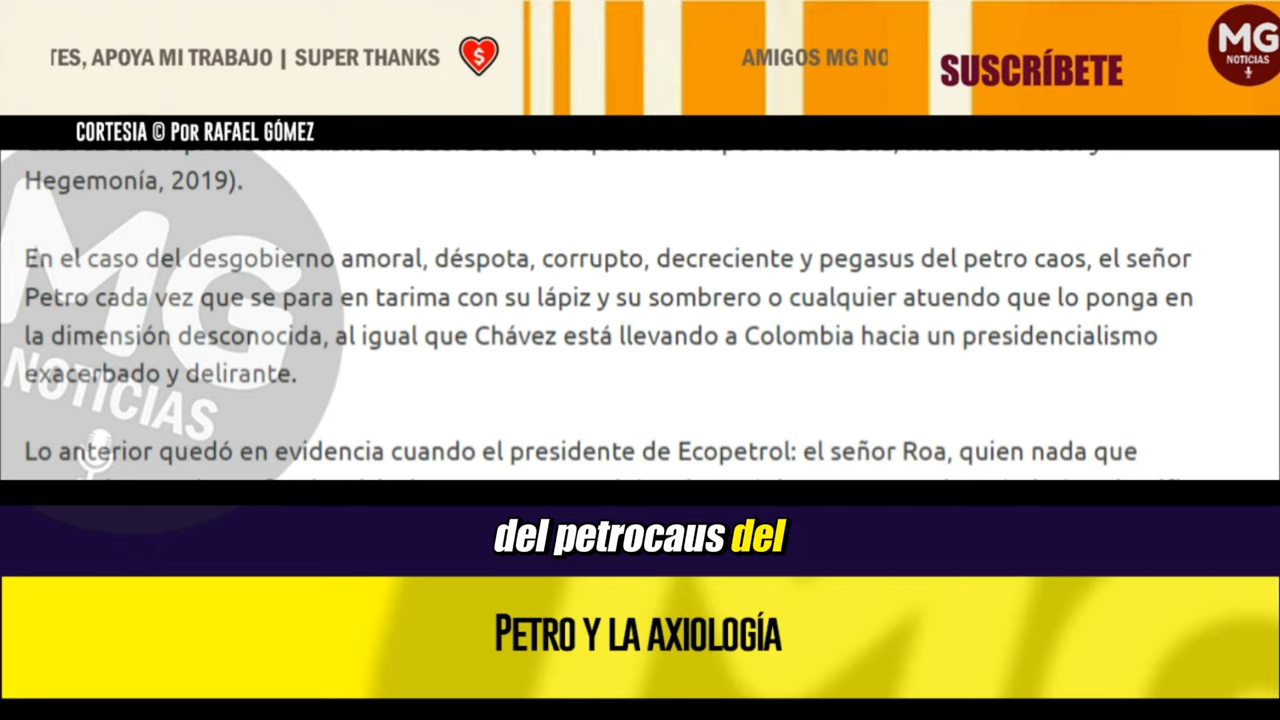 TES, APOYA MI TRABAJO | SUPER THANKS
$
AMIGOS MG NO
SUSCRÍBETE
MG
NOTICIAS
CORTESIA © Por RAFAEL GÓMEZ
Hegemonía, 2019).
En el caso del desgobierno amoral, déspota, corrupto, decreciente y pegasus del petro caos, el señor
Petro cada vez que se para en tarima con su lápiz y su sombrero o cualquier atuendo que lo ponga en
la dimensión desconocida, al igual que Chávez está llevando a Colombia hacia un presidencialismo
exacerbado y delirante.
Lo anterior quedó en evidencia cuando el presidente de Ecopetrol: el señor Roa, quien nada que
MG
NOTICIAS
del petrocaus del
PETRO Y LA AXIOLOGÍA